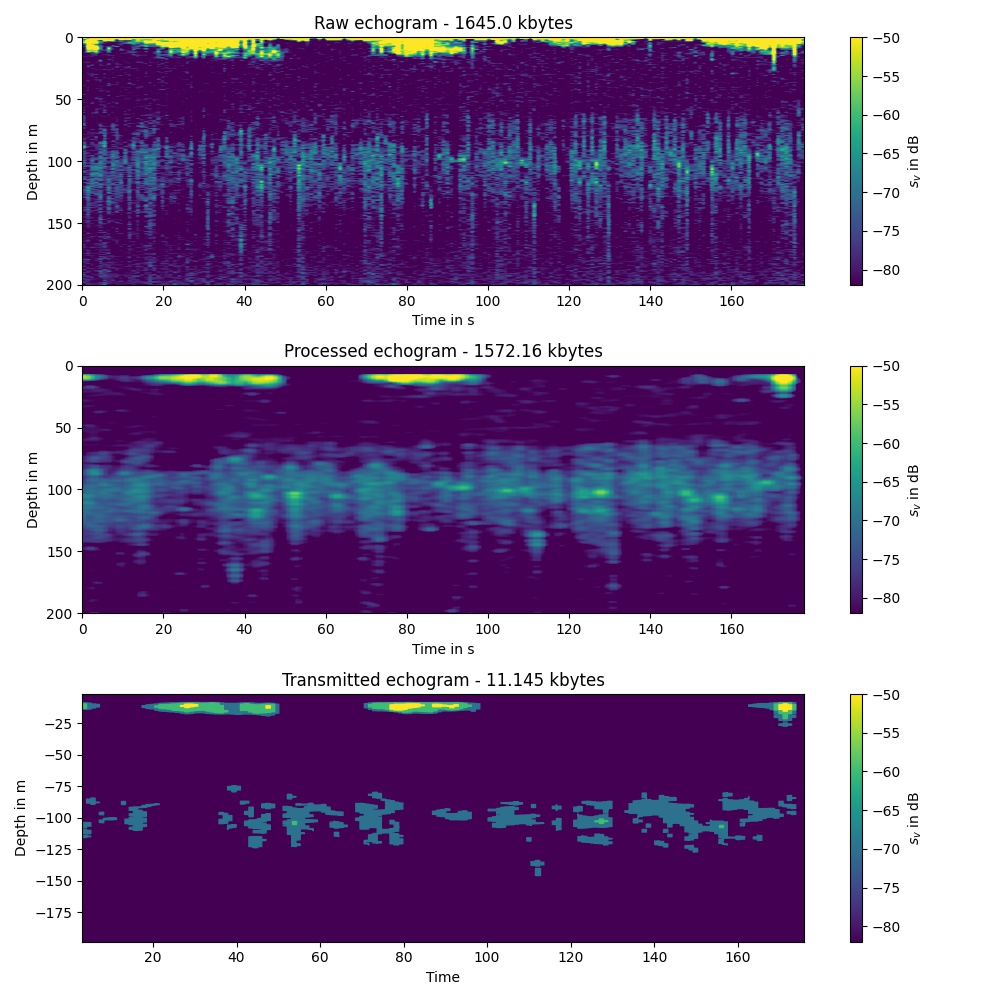 Raw echogram - 1645.0 kbytes
0
50
100
150
200
Depth in m
0 20 40 60 80 100 120 140 160
Time in s
−50
−55
−60
−65
−70
−75
−80
sv in dB
Processed echogram - 1572.16 kbytes
0
50
100
150
200
Depth in m
0 20 40 60 80 100 120 140 160
Time in s
−50
−55
−60
−65
−70
−75
−80
sv in dB
Transmitted echogram - 11.145 kbytes
−25
−50
−75
−100
−125
−150
−175
Depth in m
20 40 60 80 100 120 140 160
Time
−50
−55
−60
−65
−70
−75
−80
sv in dB